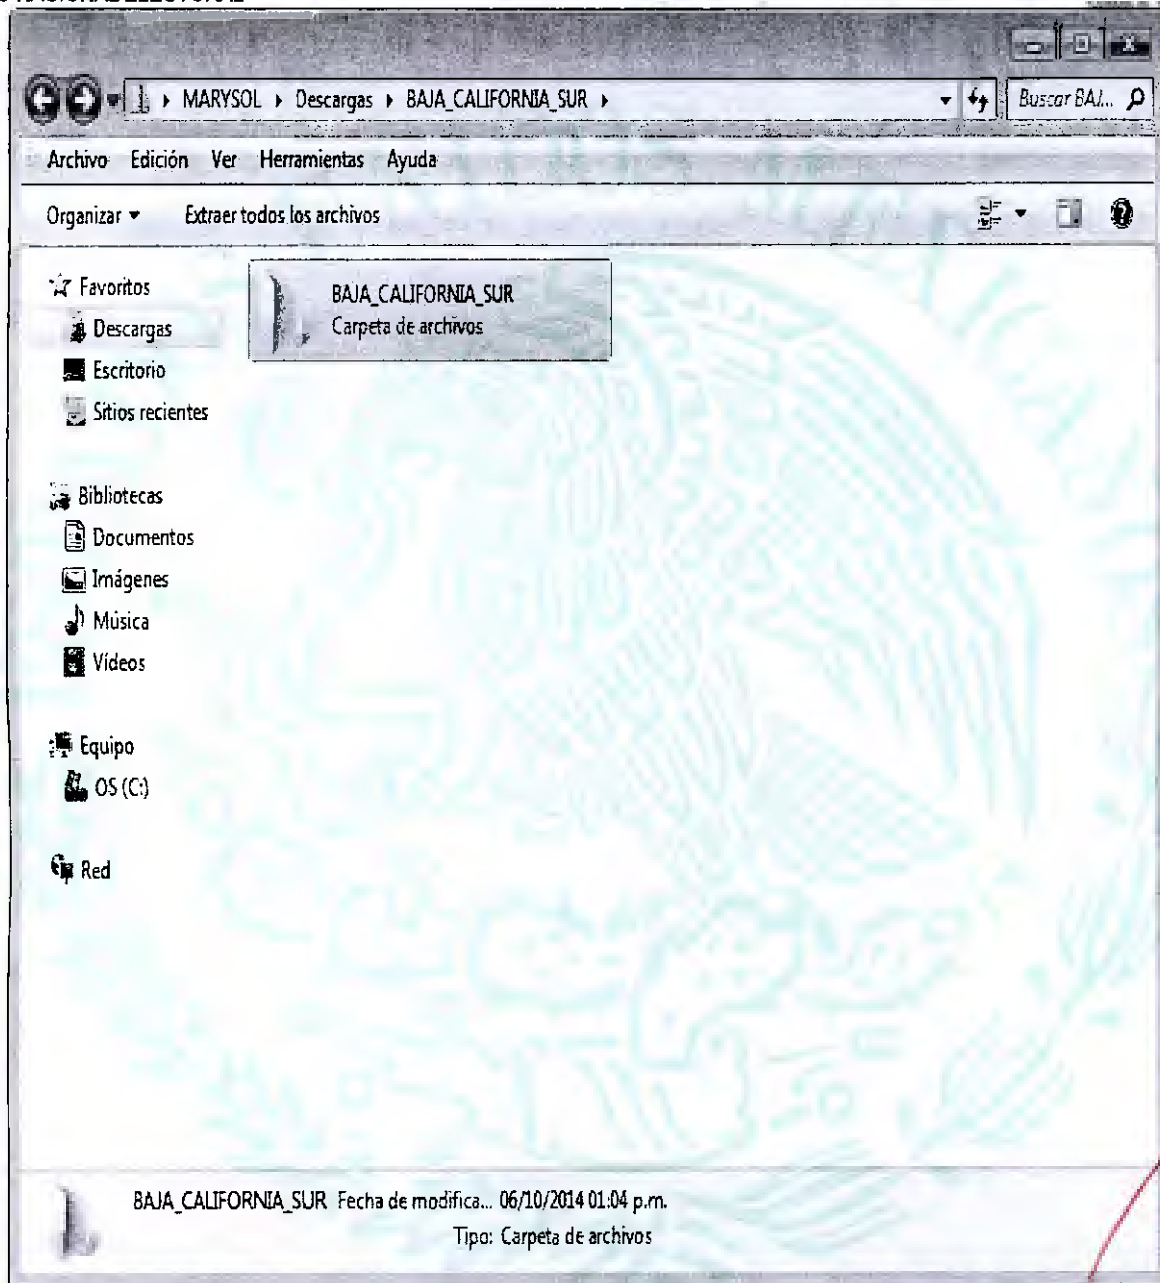 MARYSOL Descargas BAJA_CALIFORNIA_SUR Buscar BAJ...
Archivo Edición Ver Herramientas Ayuda
Organizar Extraer todos los archivos
Favoritos
Descargas
Escritorio
Sitios recientes
Bibliotecas
Documentos
Imágenes
Música
Vídeos
Equipo
OS (C:)
Red
BAJA_CALIFORNIA_SUR
Carpeta de archivos
BAJA_CALIFORNIA_SUR Fecha de modifica... 06/10/2014 01:04 p.m.
Tipo: Carpeta de archivos